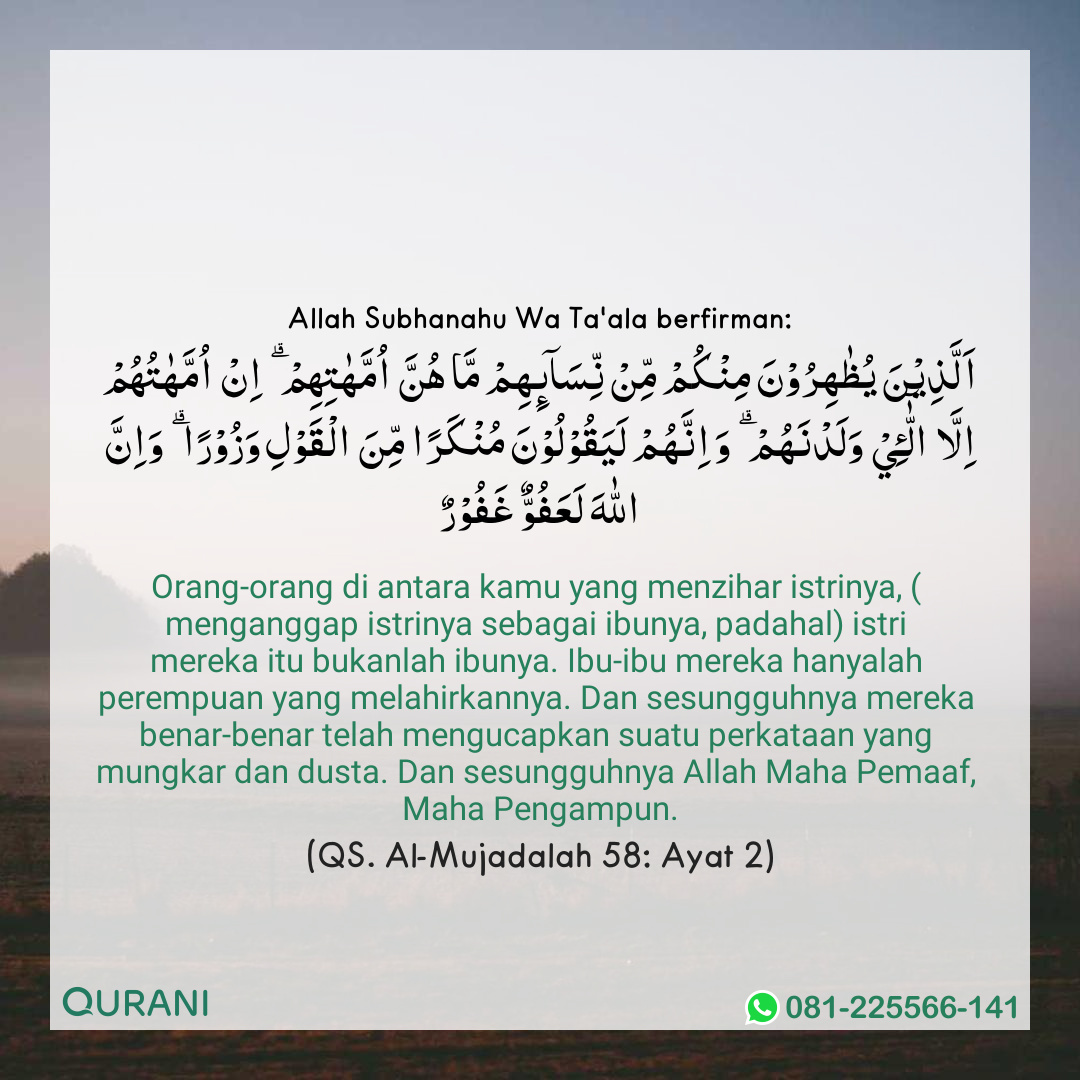 Allah Subhanahu Wa Ta'ala berfirman:
اَلَّذِيْنَ يُظٰهِرُوْنَ مِنْكُمْ مِّنْ نِّسَآىِٕهِمْ مَّا هُنَّ اُمَّهٰتِهِمْ ۗ اِنْ اُمَّهٰتُهُمْ
اِلَّا الّٰۤـِٔيْ وَلَدْنَهُمْ ۗ وَاِنَّهُمْ لَيَقُوْلُوْنَ مُنْكَرًا مِّنَ الْقَوْلِ وَزُوْرًا ۗ وَاِنَّ
اللّٰهَ لَعَفُوٌّ غَفُوْرٌ
Orang-orang di antara kamu yang menzihar istrinya, (
menganggap istrinya sebagai ibunya, padahal) istri
mereka itu bukanlah ibunya. Ibu-ibu mereka hanyalah
perempuan yang melahirkannya. Dan sesungguhnya mereka
benar-benar telah mengucapkan suatu perkataan yang
mungkar dan dusta. Dan sesungguhnya Allah Maha Pemaaf,
Maha Pengampun.
(QS. Al-Mujadalah 58: Ayat 2)
QURANI
081-225566-141